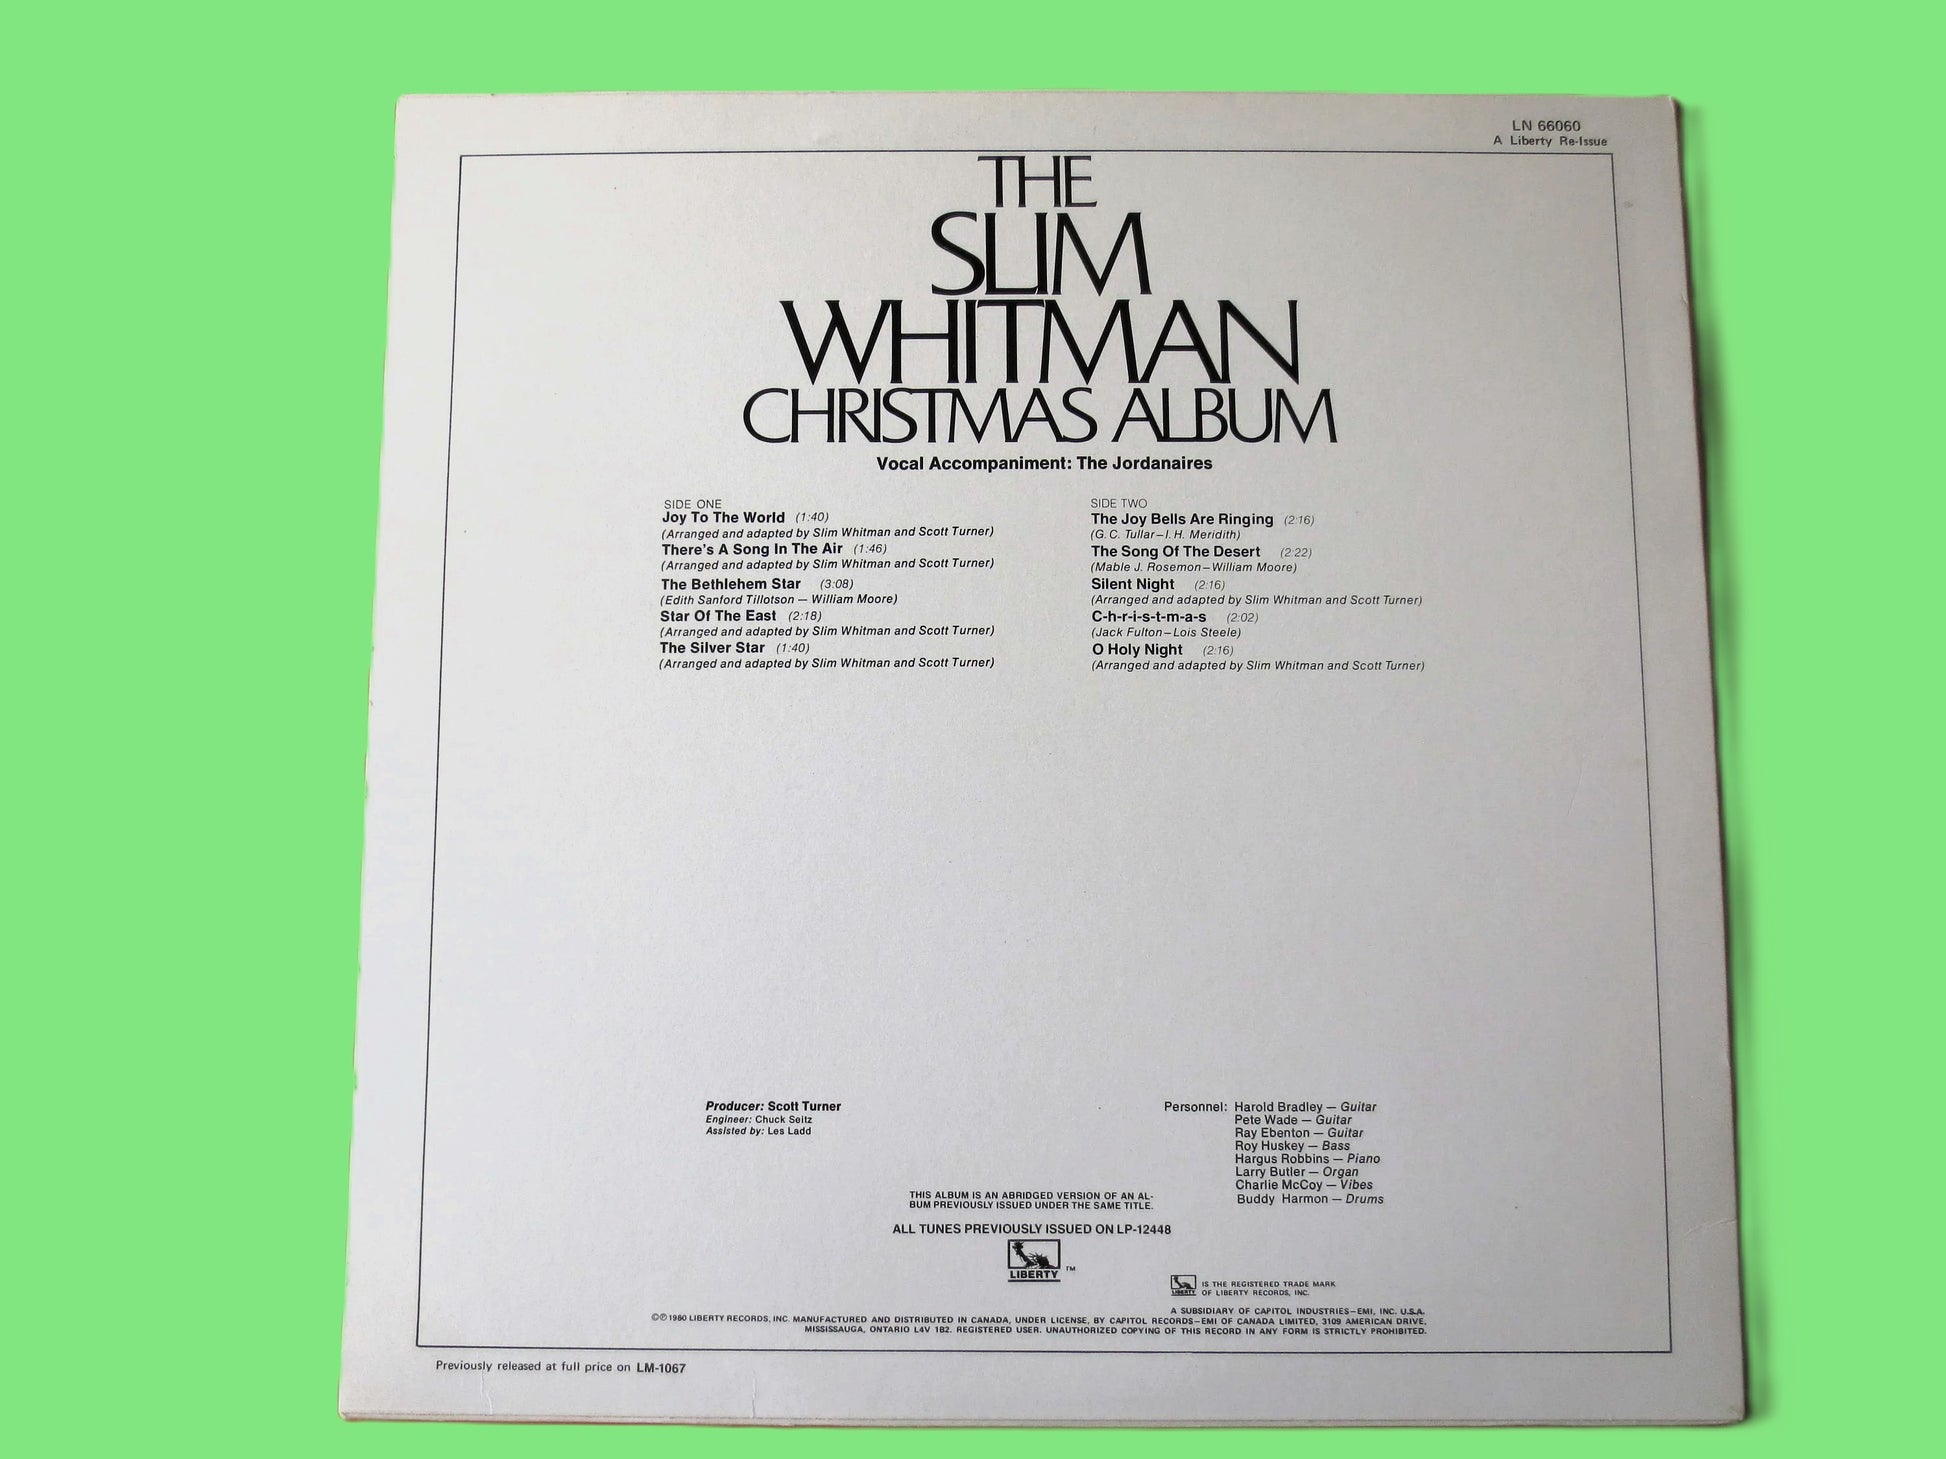 LN 66060
A Liberty Re-Issue
THE
SLIM
WHITMAN
CHRISTMAS ALBUM
Vocal Accompaniment: The Jordanaires
SIDE ONE
Joy To The World (1:40)
(Arranged and adapted by Slim Whitman and Scott Turner)
There's A Song In The Air (1:46)
(Arranged and adapted by Slim Whitman and Scott Turner)
The Bethlehem Star (3:08)
(Edith Sanford Tillotson — William Moore)
Star Of The East (2:18)
(Arranged and adapted by Slim Whitman and Scott Turner)
The Silver Star (1:40)
(Arranged and adapted by Slim Whitman and Scott Turner)
SIDE TWO
The Joy Bells Are Ringing (2:16)
(G. C. Tullar—I. H. Meridith)
The Song Of The Desert (2:22)
(Mable J. Rosemon—William Moore)
Silent Night (2:16)
(Arranged and adapted by Slim Whitman and Scott Turner)
C-h-r-i-s-t-m-a-s (2:02)
(Jack Fulton—Lois Steele)
O Holy Night (2:16)
(Arranged and adapted by Slim Whitman and Scott Turner)
Producer: Scott Turner
Engineer: Chuck Seitz
Assisted by: Les Ladd
Personnel: Harold Bradley — Guitar
Pete Wade — Guitar
Ray Ebenton — Guitar
Roy Huskey — Bass
Hargus Robbins — Piano
Larry Butler — Organ
Charlie McCoy — Vibes
Buddy Harmon — Drums
THIS ALBUM IS AN ABRIDGED VERSION OF AN AL-
BUM PREVIOUSLY ISSUED UNDER THE SAME TITLE.
ALL TUNES PREVIOUSLY ISSUED ON LP-12448
LIBERTY TM
LIBERTY IS THE REGISTERED TRADE MARK
OF LIBERTY RECORDS, INC.
A SUBSIDIARY OF CAPITOL INDUSTRIES—EMI, INC. U.S.A.
©℗1980 LIBERTY RECORDS, INC. MANUFACTURED AND DISTRIBUTED IN CANADA, UNDER LICENSE, BY CAPITOL RECORDS—EMI OF CANADA LIMITED, 3109 AMERICAN DRIVE,
MISSISSAUGA, ONTARIO L4V 1B2. REGISTERED USER. UNAUTHORIZED COPYING OF THIS RECORD IN ANY FORM IS STRICTLY PROHIBITED.
Previously released at full price on LM-1067